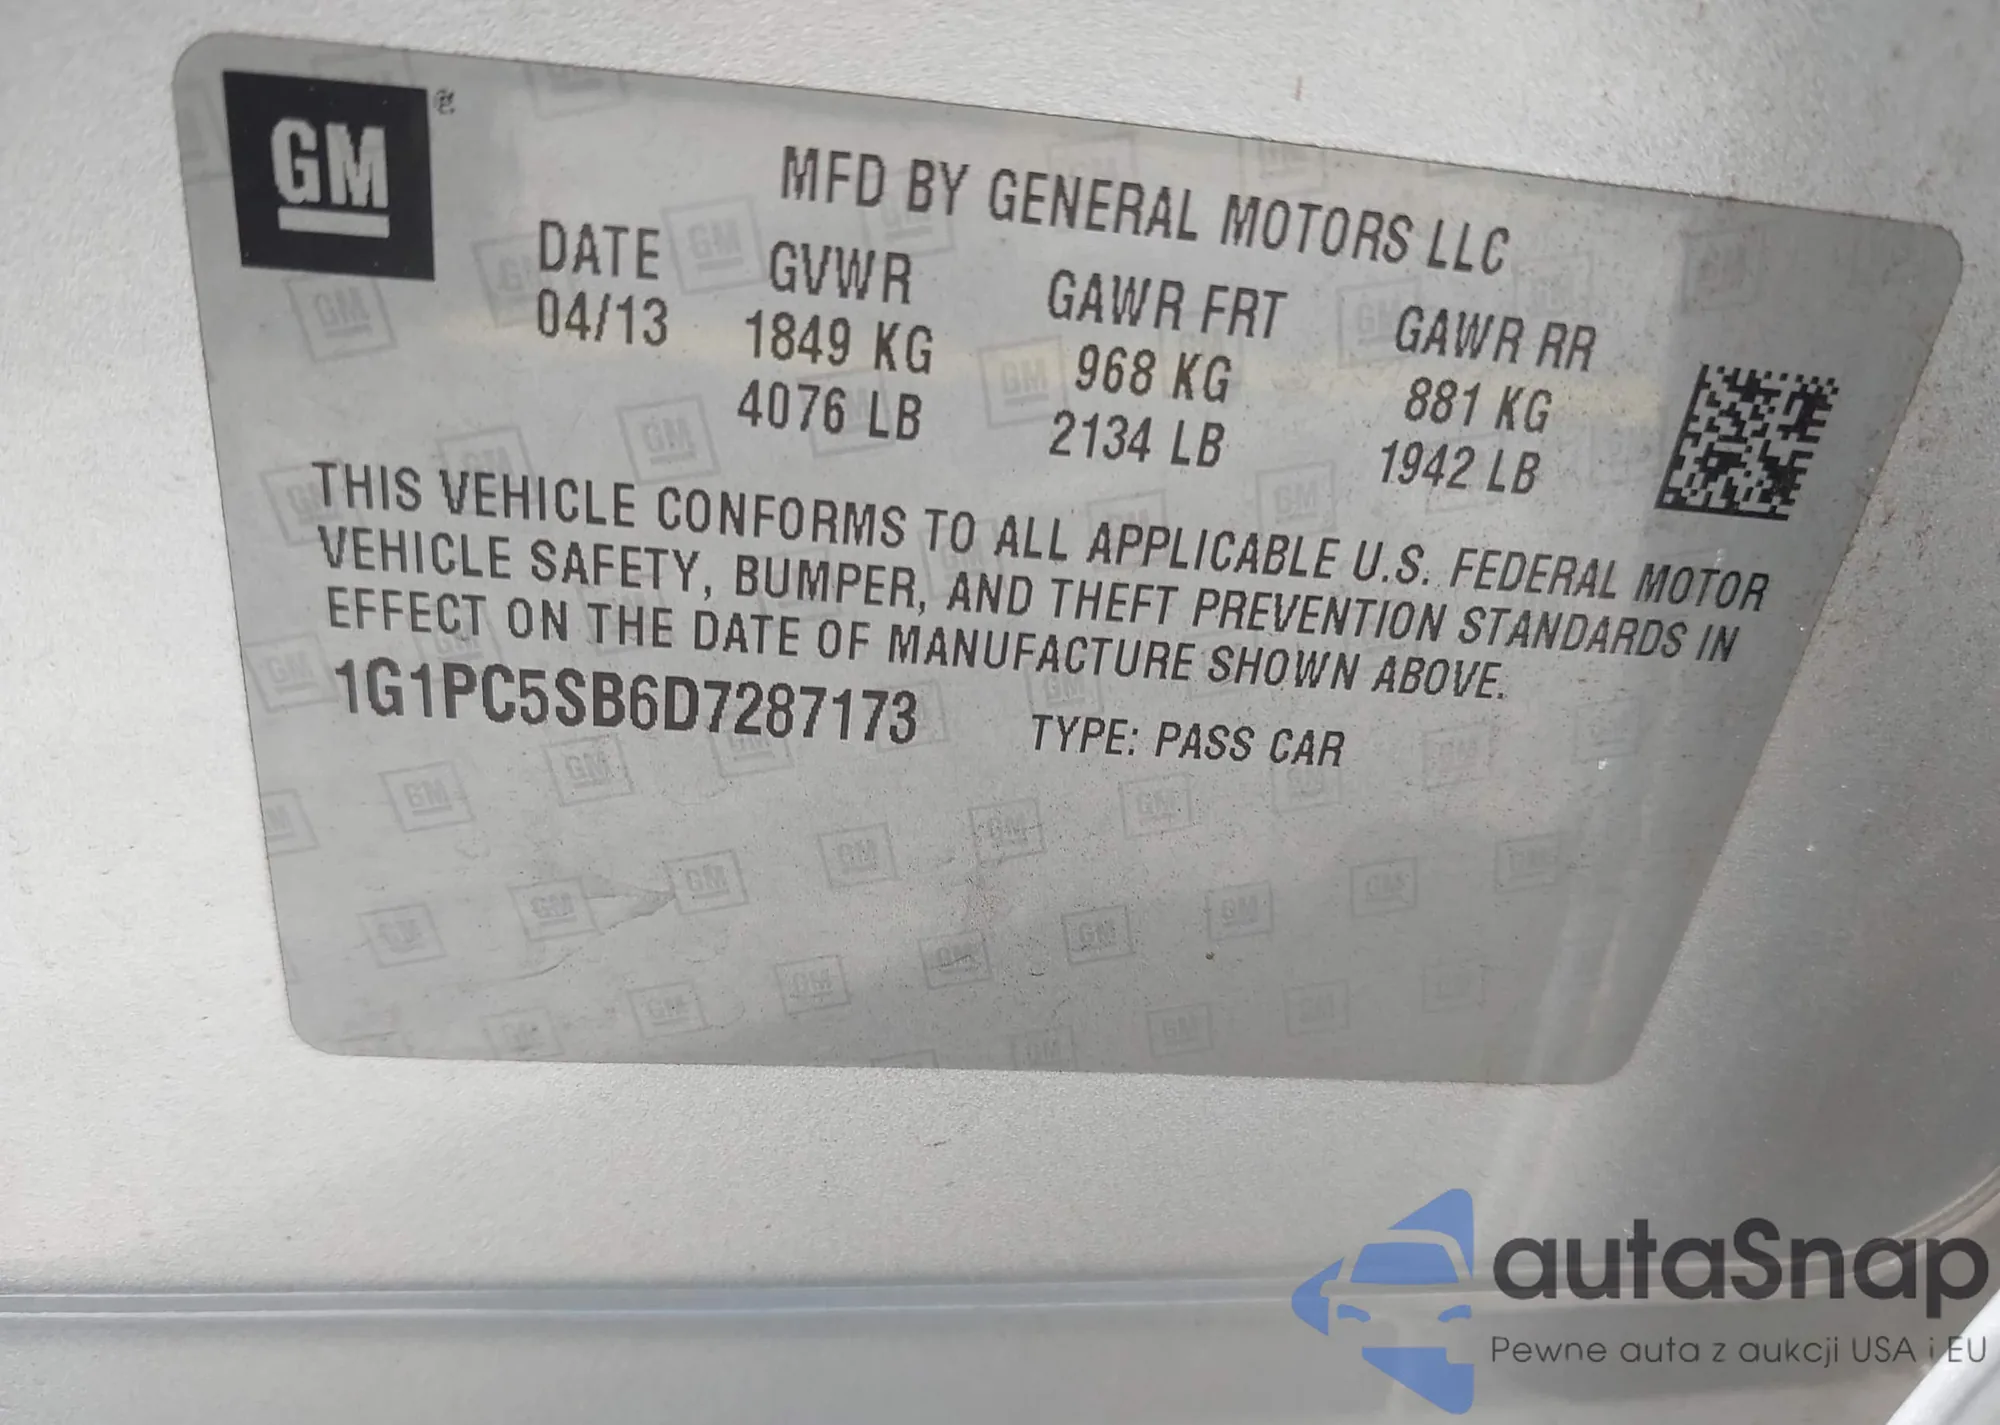 GM
MFD BY GENERAL MOTORS LLC
DATE GVWR GAWR FRT GAWR RR
04/13 1849 KG 968 KG 881 KG
4076 LB 2134 LB 1942 LB
THIS VEHICLE CONFORMS TO ALL APPLICABLE U.S. FEDERAL MOTOR
VEHICLE SAFETY, BUMPER, AND THEFT PREVENTION STANDARDS IN
EFFECT ON THE DATE OF MANUFACTURE SHOWN ABOVE.
1G1PC5SB6D7287173 TYPE: PASS CAR
autaSnap
Pewne auta z aukcji USA i EU